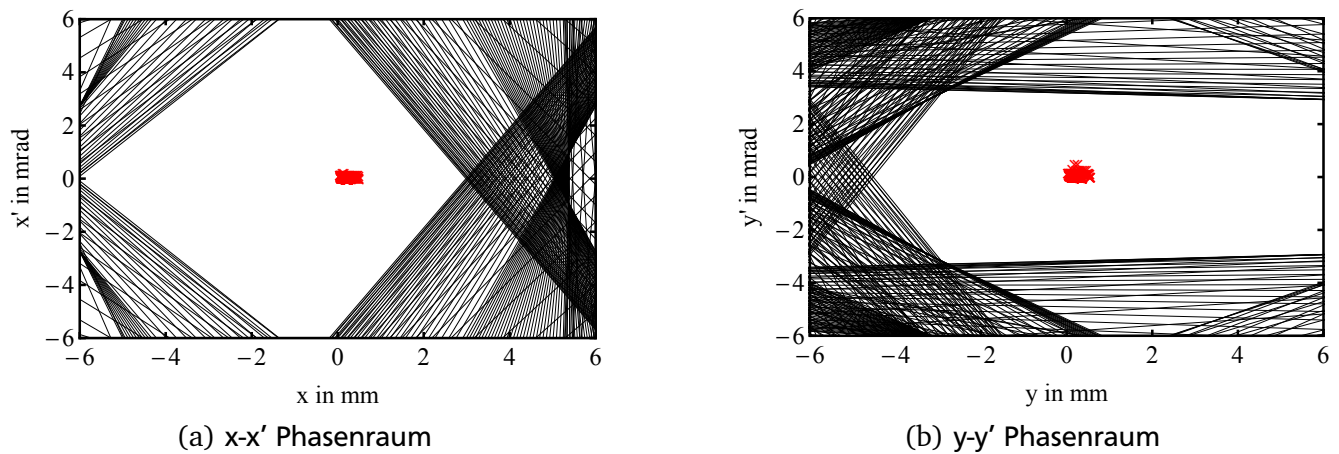 6
4
2
0
−2
−4
−6
−6 −4 −2 0 2 4 6
x' in mrad
x in mm
(a) x-x’ Phasenraum
6
4
2
0
−2
−4
−6
−6 −4 −2 0 2 4 6
y' in mrad
y in mm
(b) y-y’ Phasenraum